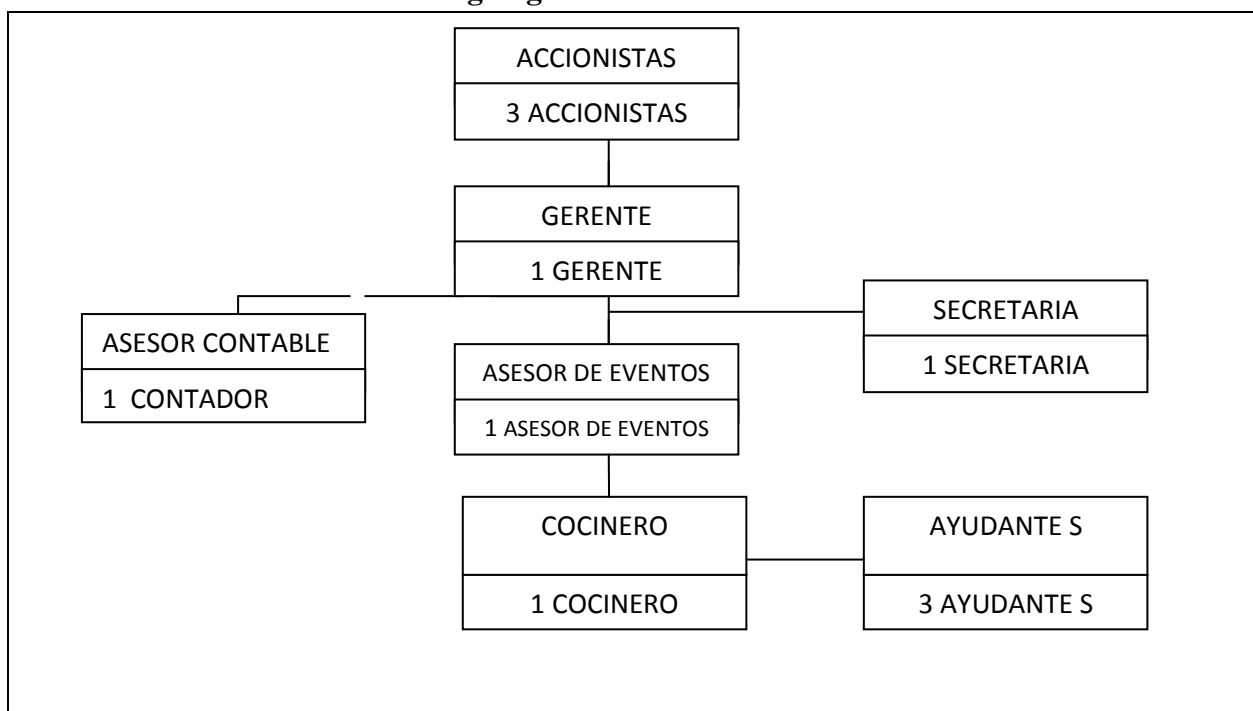 ACCIONISTAS
3 ACCIONISTAS
GERENTE
1 GERENTE
SECRETARIA
1 SECRETARIA
ASESOR CONTABLE
1 CONTADOR
ASESOR DE EVENTOS
1 ASESOR DE EVENTOS
COCINERO
1 COCINERO
AYUDANTE S
3 AYUDANTE S